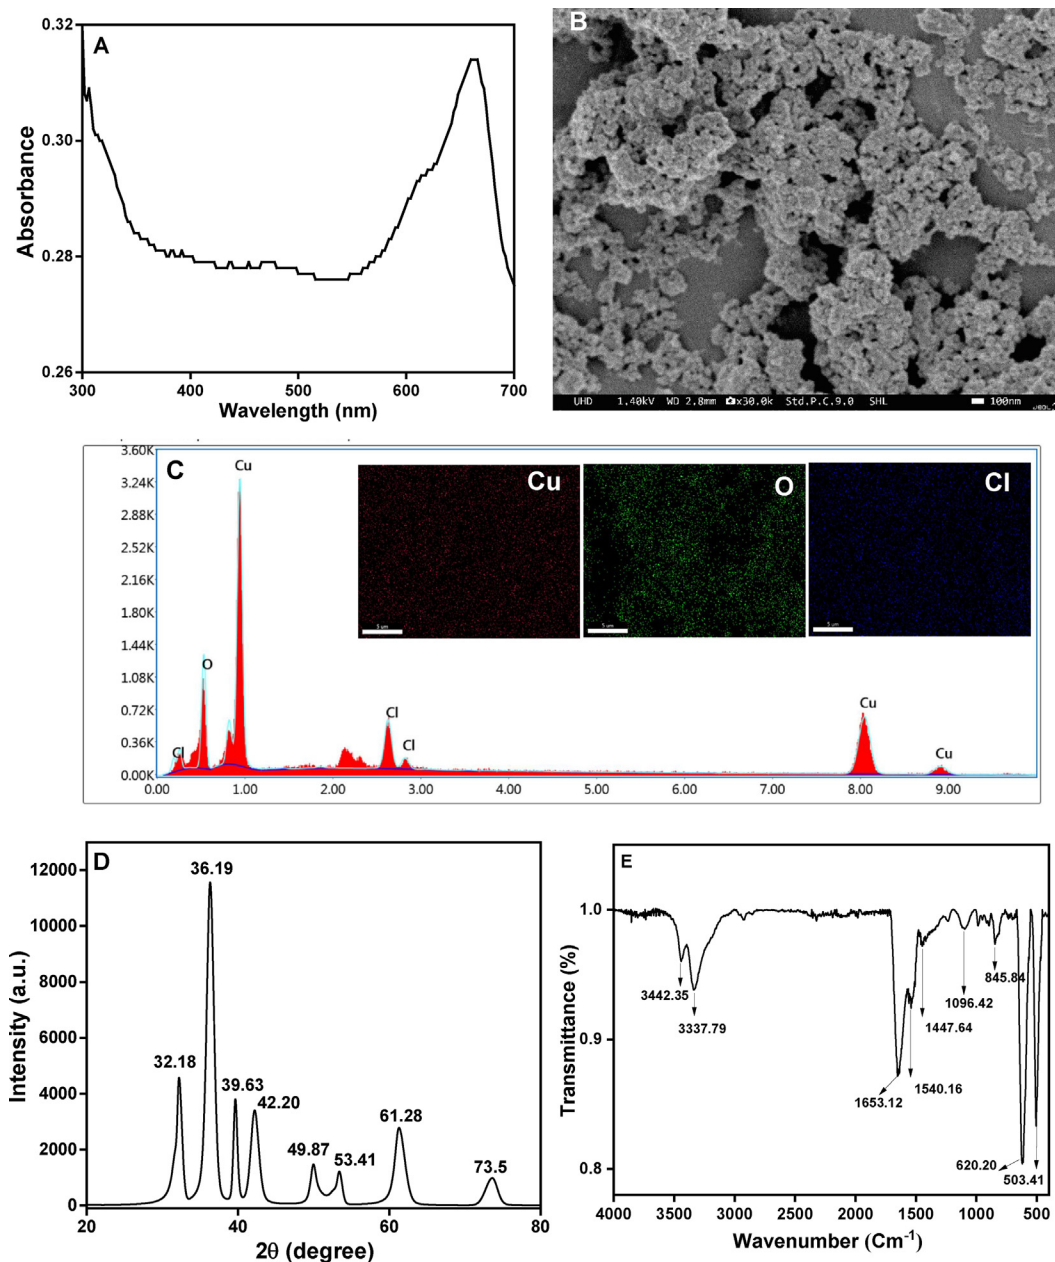 A
0.32
0.30
0.28
0.26
Absorbance
300 400 500 600 700
Wavelength (nm)
B
UHD 1.40kV WD 2.8mm x30.0k Std.P.C.9.0 SHL 100nm
C
3.60K
3.24K
2.88K
2.52K
2.16K
1.80K
1.44K
1.08K
0.72K
0.36K
0.00K
Cl
O
Cu
Cl
Cl
Cu
Cu
Cu
5 um
O
5 um
Cl
5 um
0.00 1.00 2.00 3.00 4.00 5.00 6.00 7.00 8.00 9.00
D
12000
10000
8000
6000
4000
2000
0
Intensity (a.u.)
32.18
36.19
39.63
42.20
49.87
53.41
61.28
73.5
20 40 60 80
2θ (degree)
E
1.0
0.9
0.8
Transmittance (%)
3442.35
3337.79
1653.12
1540.16
1447.64
1096.42
845.84
620.20
503.41
4000 3500 3000 2500 2000 1500 1000 500
Wavenumber (Cm-1)